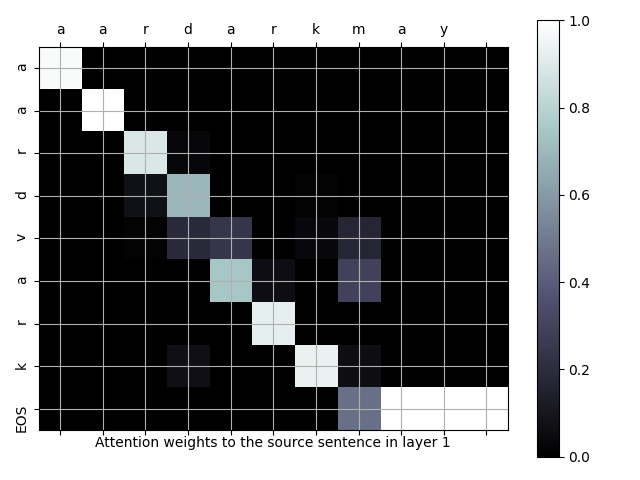 a a r d a r k m a y
a
a
r
d
v
a
r
k
EOS
Attention weights to the source sentence in layer 1
1.0
0.8
0.6
0.4
0.2
0.0